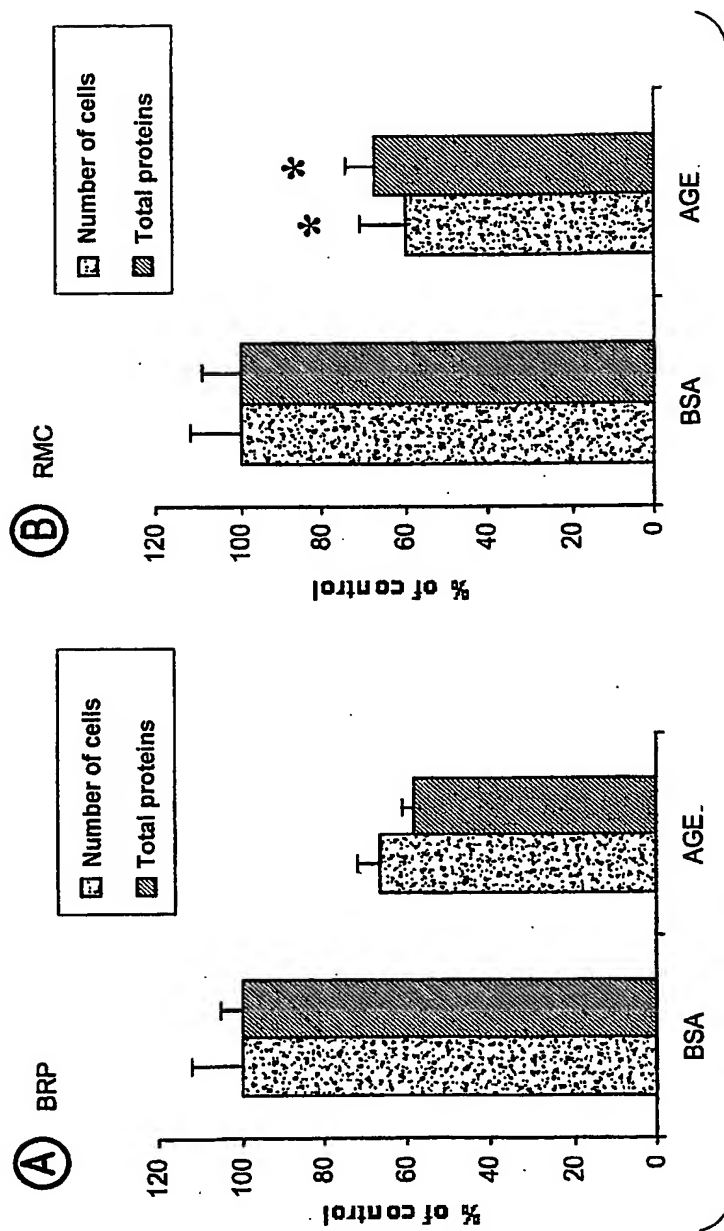 A BRP
Number of cells
Total proteins
% of control
120
100
80
60
40
20
0
BSA
AGE-
B RMC
Number of cells
Total proteins
% of control
120
100
80
60
40
20
0
* *
BSA
AGE.